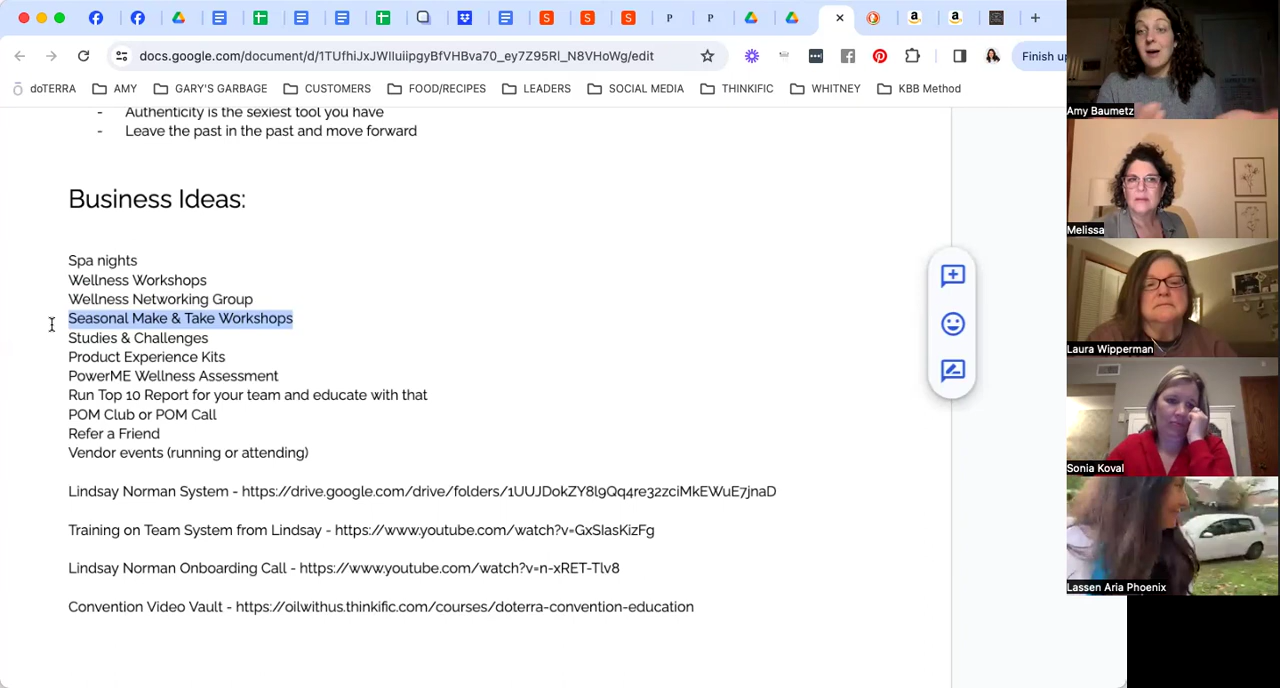 docs.google.com/document/d/1TUfhiJxJWIluiipgyBfVHBva70_ey7Z95Rl_N8VHoWg/edit
Finish up
doTERRA
AMY
GARY'S GARBAGE
CUSTOMERS
FOOD/RECIPES
LEADERS
SOCIAL MEDIA
THINKIFIC
WHITNEY
KBB Method
- Authenticity is the sexiest tool you have
- Leave the past in the past and move forward
Business Ideas:
Spa nights
Wellness Workshops
Wellness Networking Group
Seasonal Make & Take Workshops
Studies & Challenges
Product Experience Kits
PowerME Wellness Assessment
Run Top 10 Report for your team and educate with that
POM Club or POM Call
Refer a Friend
Vendor events (running or attending)
Lindsay Norman System - https://drive.google.com/drive/folders/1UUJDokZY8l9Qq4re32zciMkEWuE7jnaD
Training on Team System from Lindsay - https://www.youtube.com/watch?v=GxSIasKizFg
Lindsay Norman Onboarding Call - https://www.youtube.com/watch?v=n-xRET-Tlv8
Convention Video Vault - https://oilwithus.thinkific.com/courses/doterra-convention-education
Amy Baumetz
Melissa
Laura Wipperman
Sonia Koval
Lassen Aria Phoenix